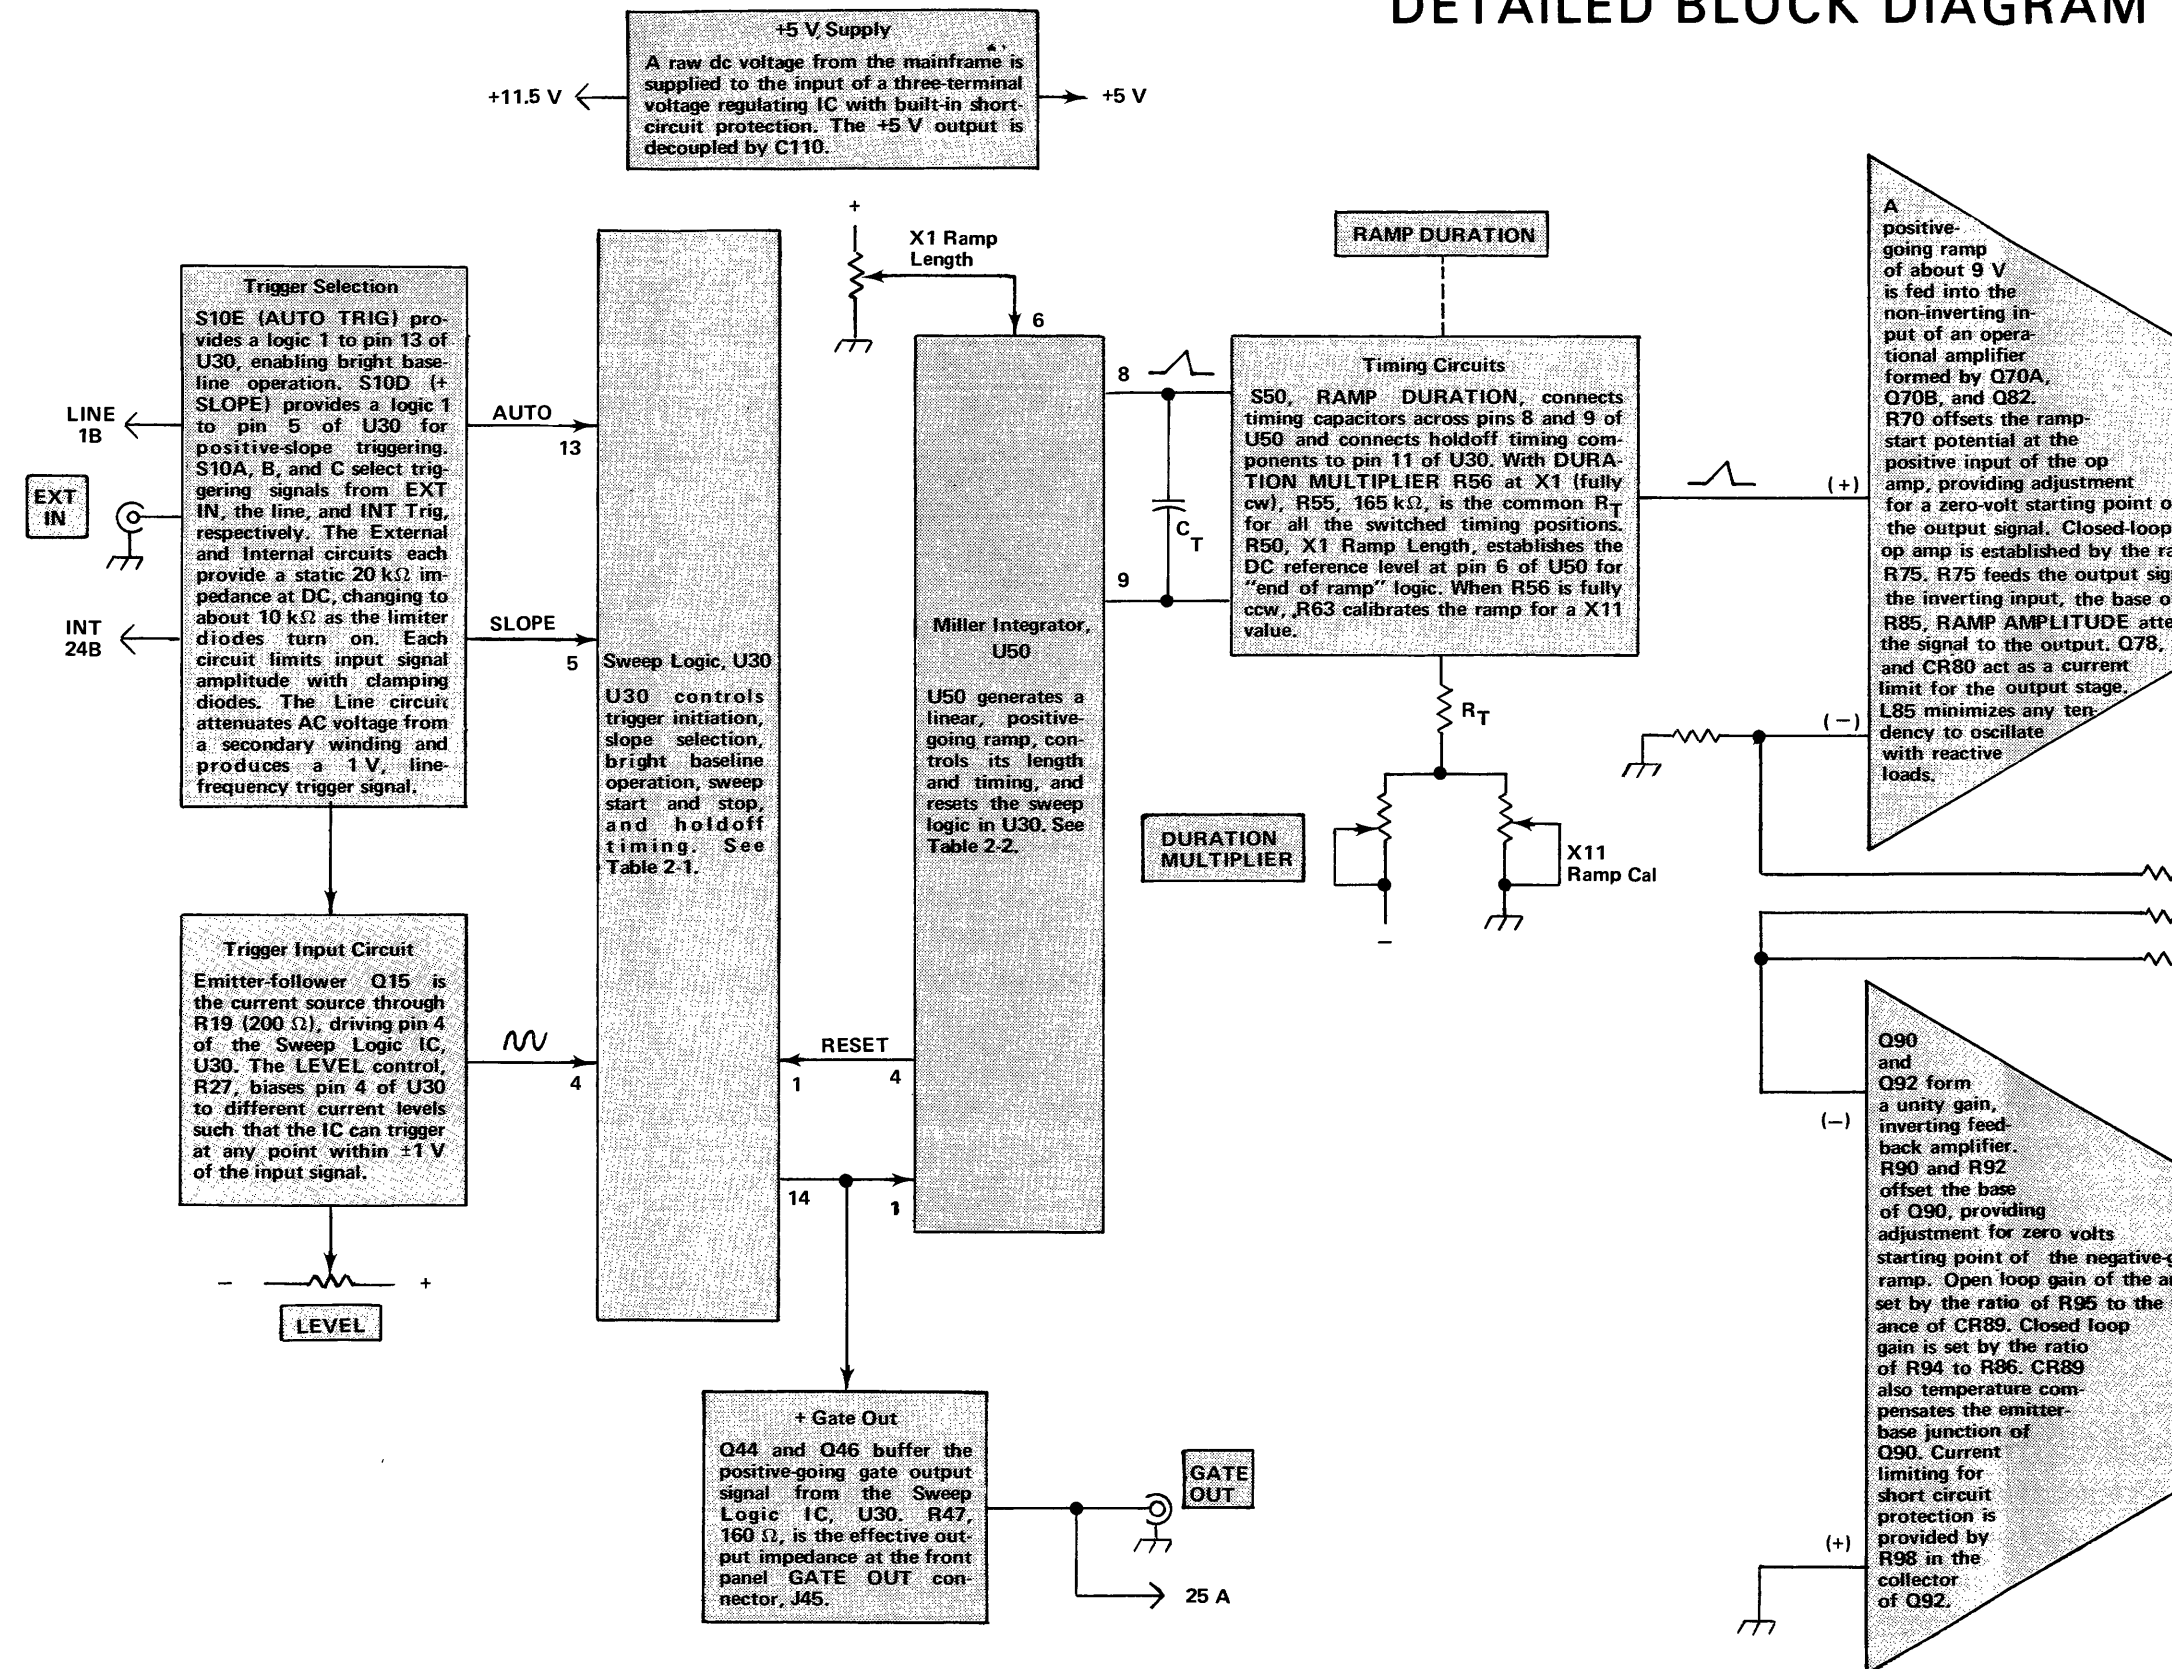 DETAILED BLOCK DIAGRAM
+5 V Supply
A raw dc voltage from the mainframe is
supplied to the input of a three-terminal
voltage regulating IC with built-in short-
circuit protection. The +5 V output is
decoupled by C110.
+11.5 V
+5 V
Trigger Selection
S10E (AUTO TRIG) pro-
vides a logic 1 to pin 13 of
U30, enabling bright base-
line operation. S10D (+
SLOPE) provides a logic 1
to pin 5 of U30 for
positive-slope triggering.
S10A, B, and C select trig-
gering signals from EXT
IN, the line, and INT Trig,
respectively. The External
and Internal circuits each
provide a static 20 kΩ im-
pedance at DC, changing to
about 10 kΩ as the limiter
diodes turn on. Each
circuit limits input signal
amplitude with clamping
diodes. The Line circuit
attenuates AC voltage from
a secondary winding and
produces a 1 V, line-
frequency trigger signal.
LINE
1B
EXT
IN
INT
24B
AUTO
13
SLOPE
5
Trigger Input Circuit
Emitter-follower Q15 is
the current source through
R19 (200 Ω), driving pin 4
of the Sweep Logic IC,
U30. The LEVEL control,
R27, biases pin 4 of U30
to different current levels
such that the IC can trigger
at any point within ±1 V
of the input signal.
4
− +
LEVEL
Sweep Logic, U30
U30 controls
trigger initiation,
slope selection,
bright baseline
operation, sweep
start and stop,
and holdoff
timing. See
Table 2-1.
+
X1 Ramp
Length
6
RESET
1 4
14 1
Miller Integrator,
U50
U50 generates a
linear, positive-
going ramp, con-
trols its length
and timing, and
resets the sweep
logic in U30. See
Table 2-2.
8
9
CT
RAMP DURATION
Timing Circuits
S50, RAMP DURATION, connects
timing capacitors across pins 8 and 9 of
U50 and connects holdoff timing com-
ponents to pin 11 of U30. With DURA-
TION MULTIPLIER R56 at X1 (fully
cw), R55, 165 kΩ, is the common RT
for all the switched timing positions.
R50, X1 Ramp Length, establishes the
DC reference level at pin 6 of U50 for
"end of ramp" logic. When R56 is fully
ccw, R63 calibrates the ramp for a X11
value.
RT
DURATION
MULTIPLIER
X11
Ramp Cal
−
+ Gate Out
Q44 and Q46 buffer the
positive-going gate output
signal from the Sweep
Logic IC, U30. R47,
160 Ω, is the effective out-
put impedance at the front
panel GATE OUT con-
nector, J45.
GATE
OUT
25 A
(+)
(−)
A
positive-
going ramp
of about 9 V
is fed into the
non-inverting in-
put of an opera-
tional amplifier
formed by Q70A,
Q70B, and Q82.
R70 offsets the ramp-
start potential at the
positive input of the op
amp, providing adjustment
for a zero-volt starting point o
the output signal. Closed-loop
op amp is established by the ra
R75. R75 feeds the output sig
the inverting input, the base o
R85, RAMP AMPLITUDE atte
the signal to the output. Q78,
and CR80 act as a current
limit for the output stage.
L85 minimizes any ten-
dency to oscillate
with reactive
loads.
(−)
(+)
Q90
and
Q92 form
a unity gain,
inverting feed-
back amplifier.
R90 and R92
offset the base
of Q90, providing
adjustment for zero volts
starting point of the negative-g
ramp. Open loop gain of the a
set by the ratio of R95 to the
ance of CR89. Closed loop
gain is set by the ratio
of R94 to R86. CR89
also temperature com-
pensates the emitter-
base junction of
Q90. Current
limiting for
short circuit
protection is
provided by
R98 in the
collector
of Q92.